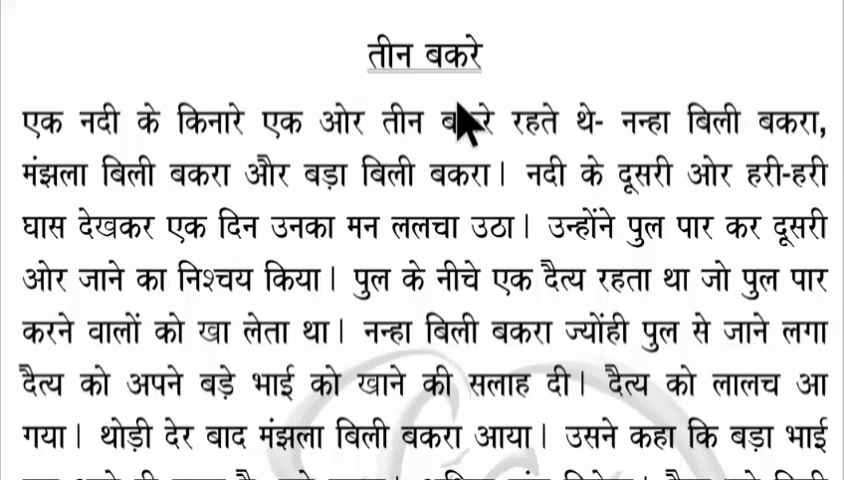 तीन बकरे
एक नदी के किनारे एक ओर तीन बकरे रहते थे- नन्हा बिली बकरा,
मंझला बिली बकरा और बड़ा बिली बकरा। नदी के दूसरी ओर हरी-हरी
घास देखकर एक दिन उनका मन ललचा उठा। उन्होंने पुल पार कर दूसरी
ओर जाने का निश्चय किया। पुल के नीचे एक दैत्य रहता था जो पुल पार
करने वालों को खा लेता था। नन्हा बिली बकरा ज्योंही पुल से जाने लगा
दैत्य को अपने बड़े भाई को खाने की सलाह दी। दैत्य को लालच आ
गया। थोड़ी देर बाद मंझला बिली बकरा आया। उसने कहा कि बड़ा भाई